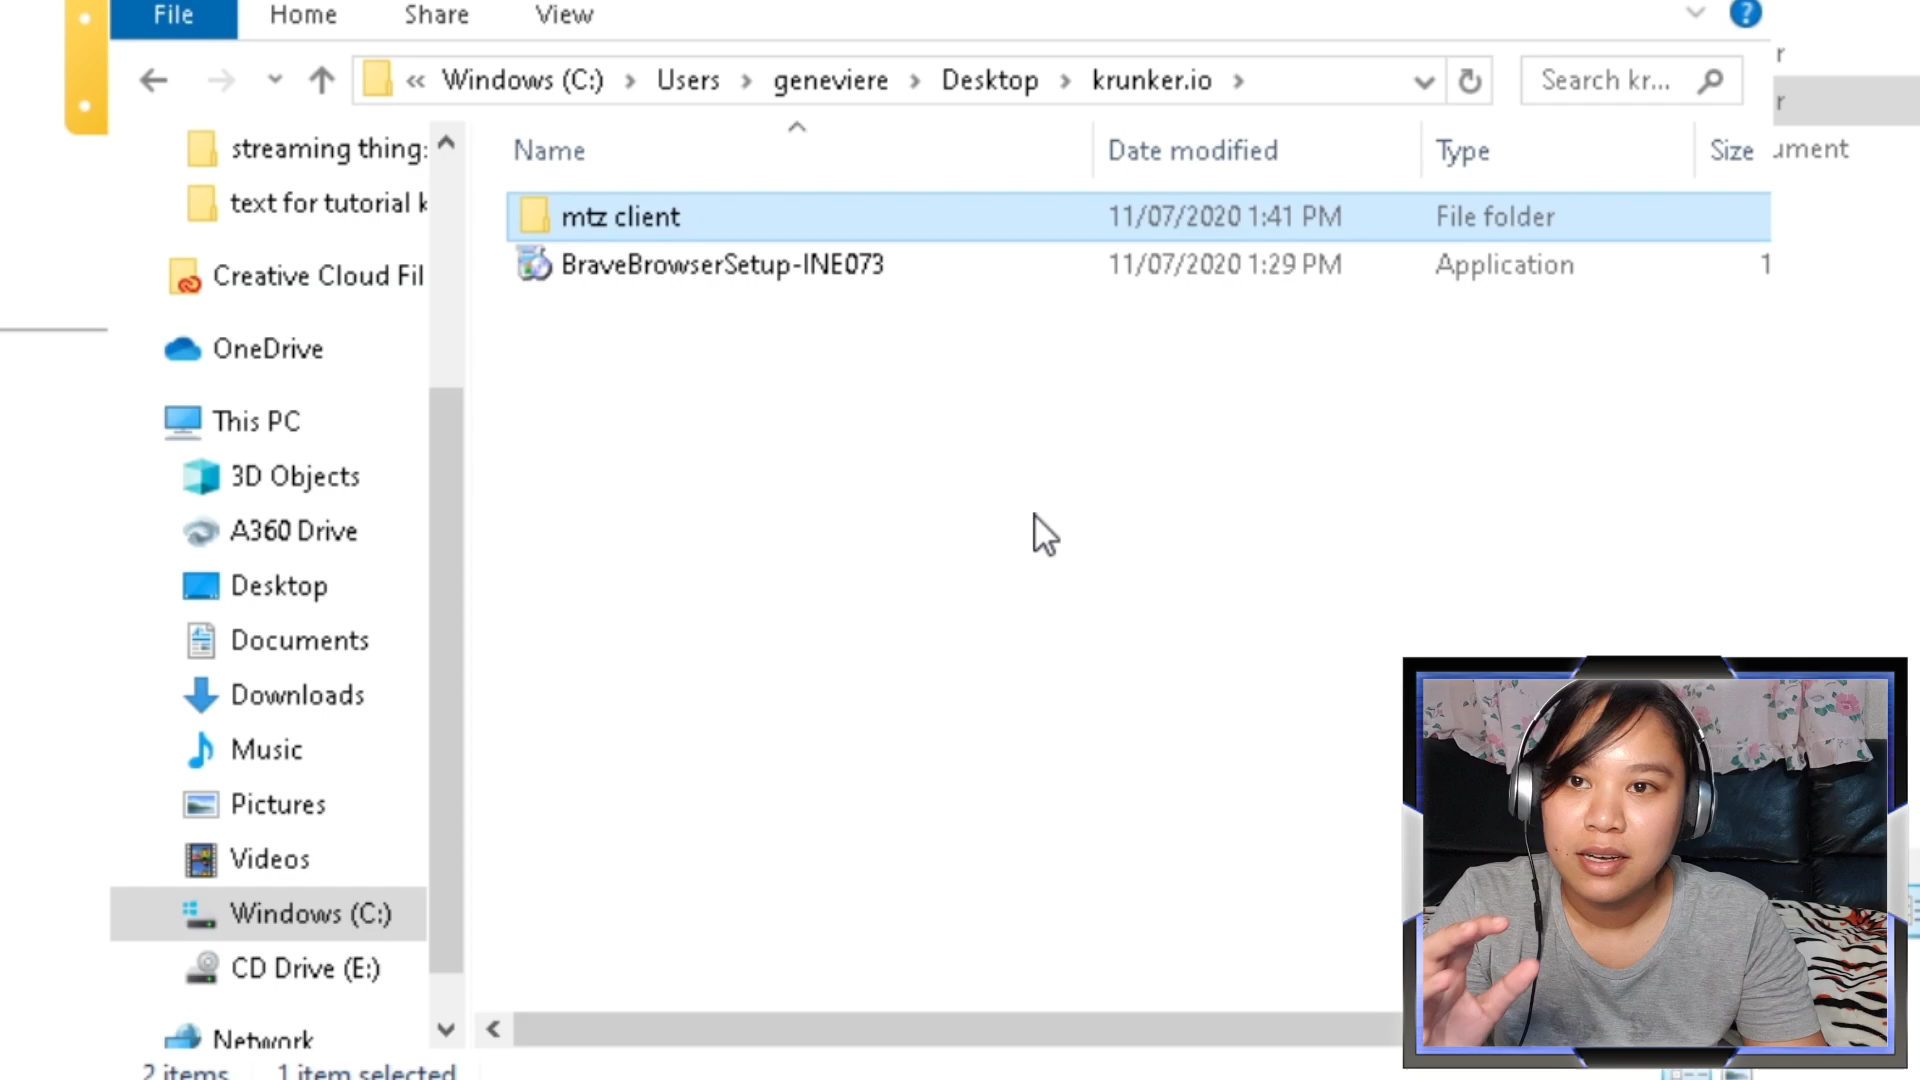 File Home Share View
« Windows (C:) › Users › geneviere › Desktop › krunker.io › Search kr...
Name Date modified Type Size
mtz client 11/07/2020 1:41 PM File folder
BraveBrowserSetup-INE073 11/07/2020 1:29 PM Application 1
streaming thing:
text for tutorial k
Creative Cloud Fil
OneDrive
This PC
3D Objects
A360 Drive
Desktop
Documents
Downloads
Music
Pictures
Videos
Windows (C:)
CD Drive (E:)
Network
2 items 1 item selected
r
r
ument